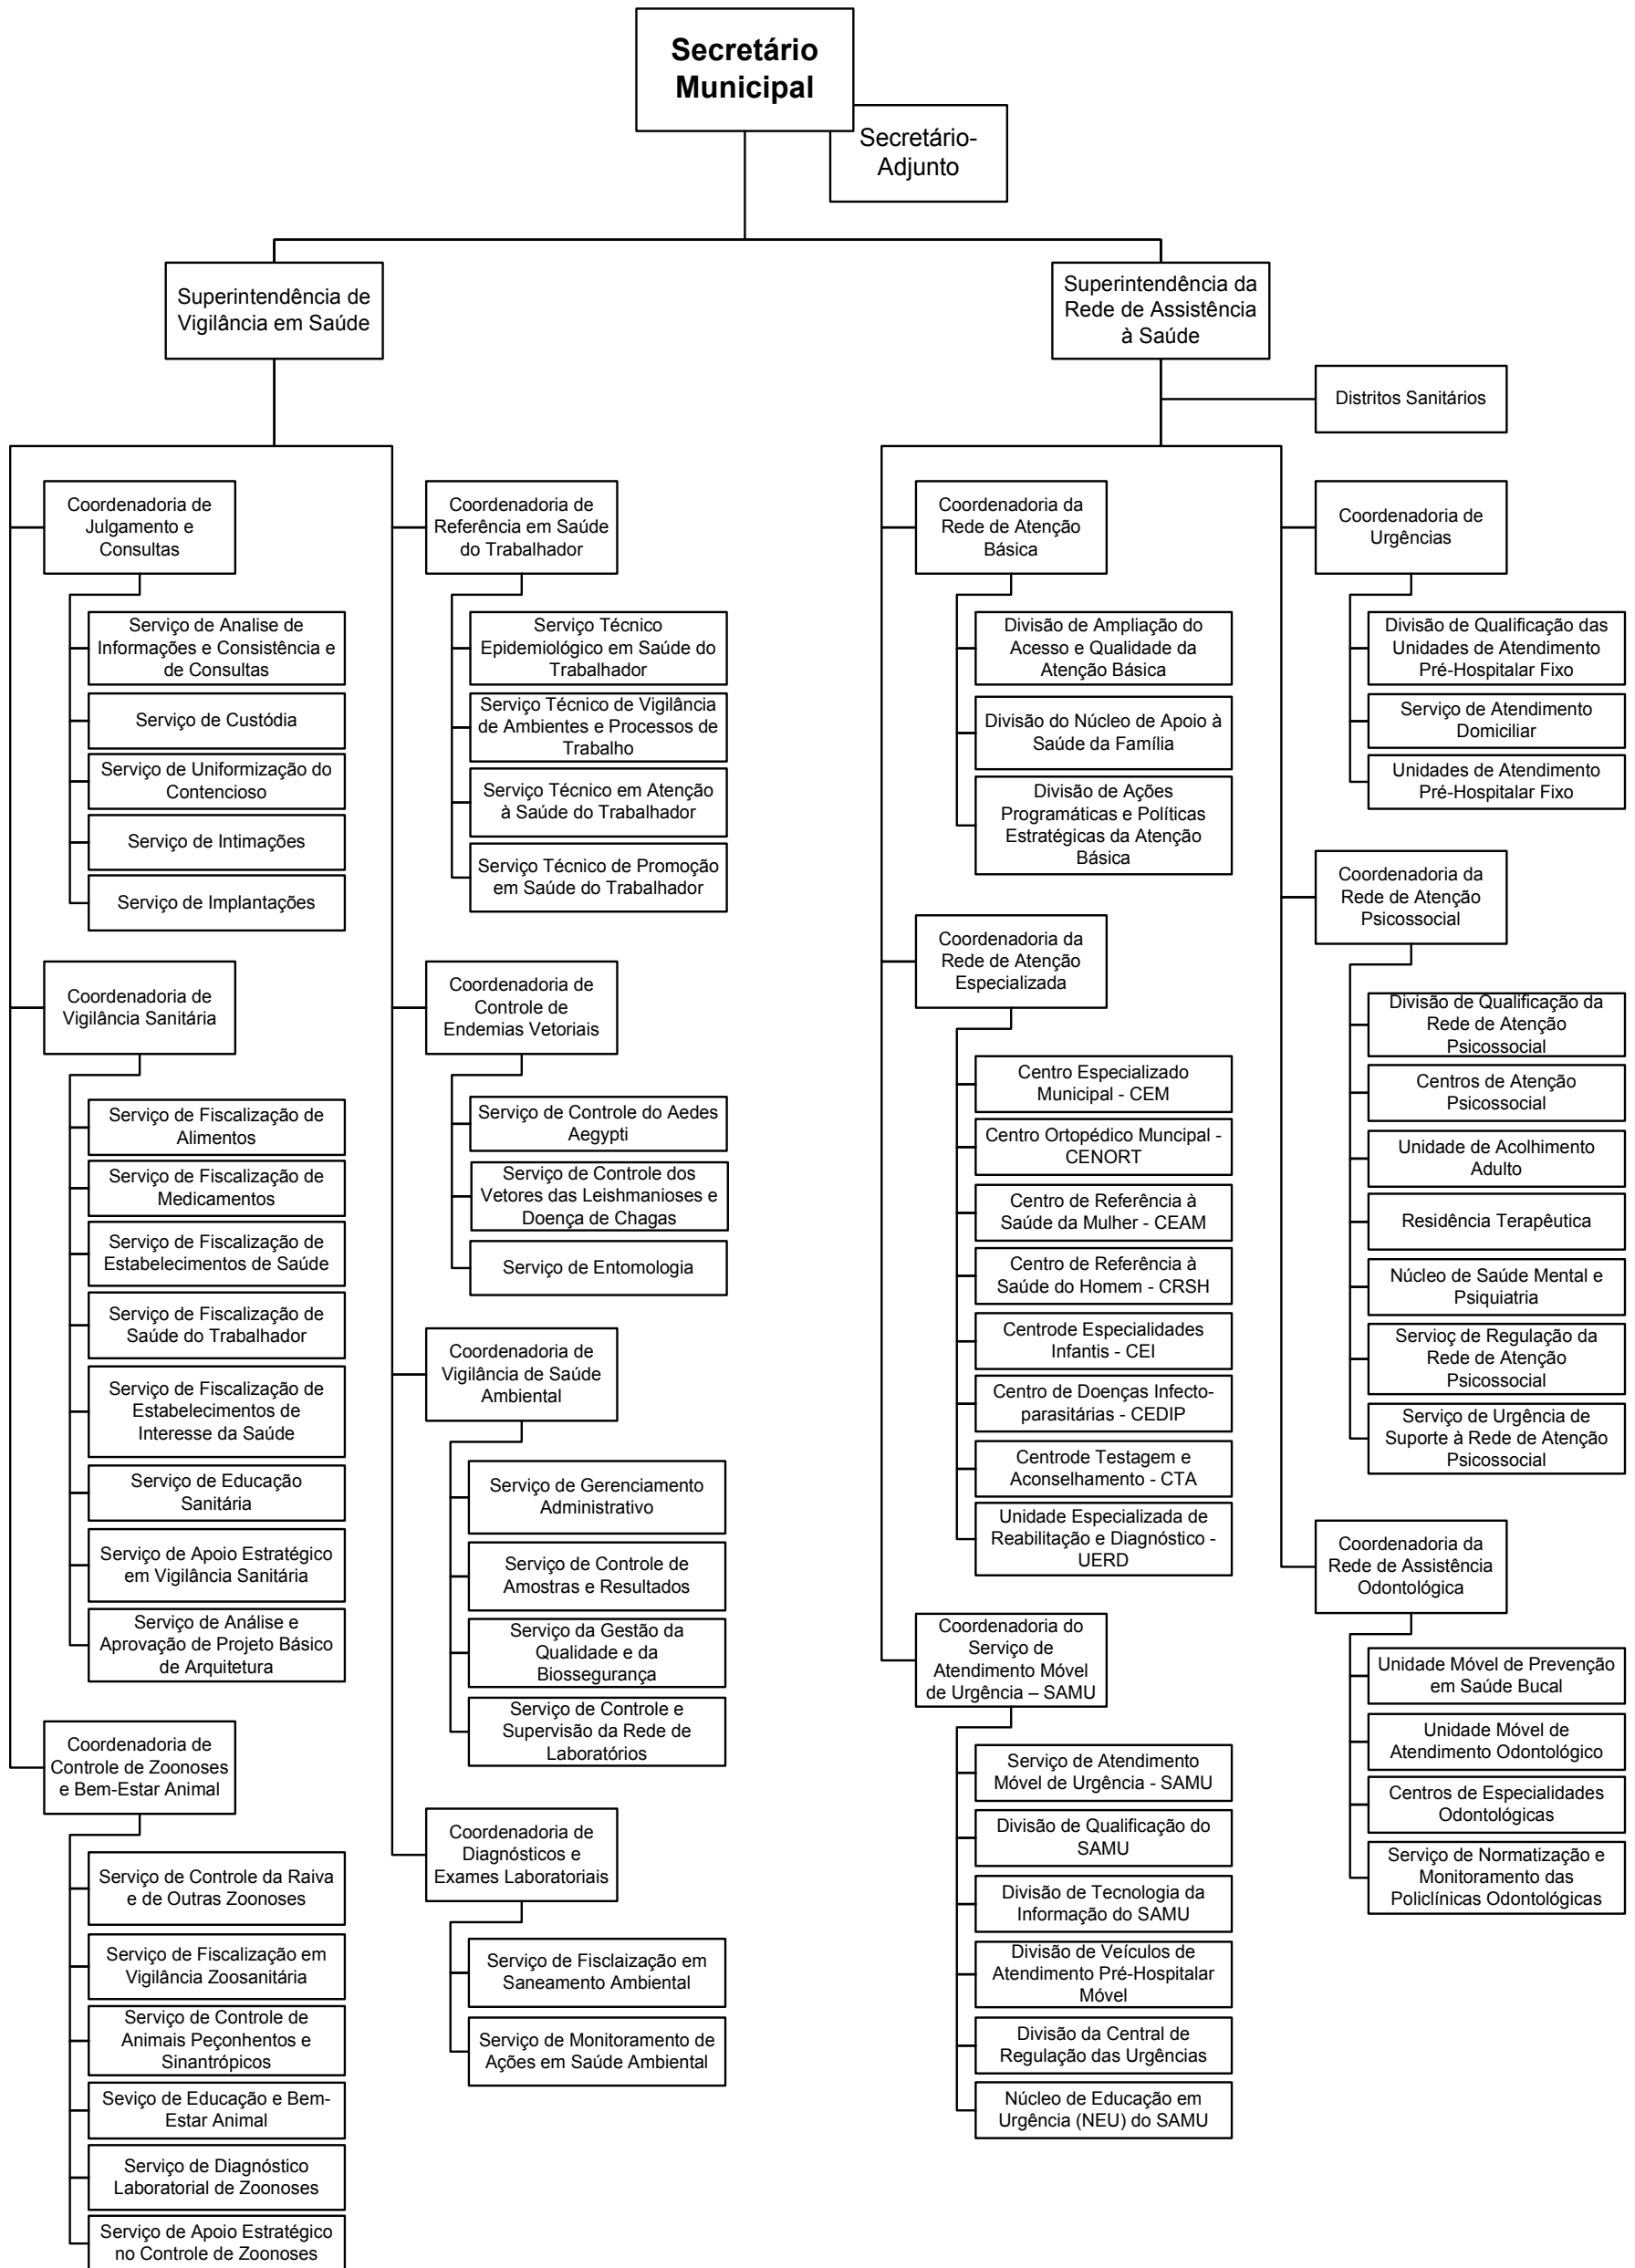 Secretário
Municipal
Secretário-
Adjunto
Superintendência de
Vigilância em Saúde
Superintendência da
Rede de Assistência
à Saúde
Distritos Sanitários
Coordenadoria de
Julgamento e
Consultas
Serviço de Analise de
Informações e Consistência e
de Consultas
Serviço de Custódia
Serviço de Uniformização do
Contencioso
Serviço de Intimações
Serviço de Implantações
Coordenadoria de
Vigilância Sanitária
Serviço de Fiscalização de
Alimentos
Serviço de Fiscalização de
Medicamentos
Serviço de Fiscalização de
Estabelecimentos de Saúde
Serviço de Fiscalização de
Saúde do Trabalhador
Serviço de Fiscalização de
Estabelecimentos de
Interesse da Saúde
Serviço de Educação
Sanitária
Serviço de Apoio Estratégico
em Vigilância Sanitária
Serviço de Análise e
Aprovação de Projeto Básico
de Arquitetura
Coordenadoria de
Controle de Zoonoses
e Bem-Estar Animal
Serviço de Controle da Raiva
e de Outras Zoonoses
Serviço de Fiscalização em
Vigilância Zoosanitária
Serviço de Controle de
Animais Peçonhentos e
Sinantrópicos
Seviço de Educação e Bem-
Estar Animal
Serviço de Diagnóstico
Laboratorial de Zoonoses
Serviço de Apoio Estratégico
no Controle de Zoonoses
Coordenadoria de
Referência em Saúde
do Trabalhador
Serviço Técnico
Epidemiológico em Saúde do
Trabalhador
Serviço Técnico de Vigilância
de Ambientes e Processos de
Trabalho
Serviço Técnico em Atenção
à Saúde do Trabalhador
Serviço Técnico de Promoção
em Saúde do Trabalhador
Coordenadoria de
Controle de
Endemias Vetoriais
Serviço de Controle do Aedes
Aegypti
Serviço de Controle dos
Vetores das Leishmanioses e
Doença de Chagas
Serviço de Entomologia
Coordenadoria de
Vigilância de Saúde
Ambiental
Serviço de Gerenciamento
Administrativo
Serviço de Controle de
Amostras e Resultados
Serviço da Gestão da
Qualidade e da
Biossegurança
Serviço de Controle e
Supervisão da Rede de
Laboratórios
Coordenadoria de
Diagnósticos e
Exames Laboratoriais
Serviço de Fisclaização em
Saneamento Ambiental
Serviço de Monitoramento de
Ações em Saúde Ambiental
Coordenadoria da
Rede de Atenção
Básica
Divisão de Ampliação do
Acesso e Qualidade da
Atenção Básica
Divisão do Núcleo de Apoio à
Saúde da Família
Divisão de Ações
Programáticas e Políticas
Estratégicas da Atenção
Básica
Coordenadoria da
Rede de Atenção
Especializada
Centro Especializado
Municipal - CEM
Centro Ortopédico Muncipal -
CENORT
Centro de Referência à
Saúde da Mulher - CEAM
Centro de Referência à
Saúde do Homem - CRSH
Centrode Especialidades
Infantis - CEI
Centro de Doenças Infecto-
parasitárias - CEDIP
Centrode Testagem e
Aconselhamento - CTA
Unidade Especializada de
Reabilitação e Diagnóstico -
UERD
Coordenadoria do
Serviço de
Atendimento Móvel
de Urgência – SAMU
Serviço de Atendimento
Móvel de Urgência - SAMU
Divisão de Qualificação do
SAMU
Divisão de Tecnologia da
Informação do SAMU
Divisão de Veículos de
Atendimento Pré-Hospitalar
Móvel
Divisão da Central de
Regulação das Urgências
Núcleo de Educação em
Urgência (NEU) do SAMU
Coordenadoria de
Urgências
Divisão de Qualificação das
Unidades de Atendimento
Pré-Hospitalar Fixo
Serviço de Atendimento
Domiciliar
Unidades de Atendimento
Pré-Hospitalar Fixo
Coordenadoria da
Rede de Atenção
Psicossocial
Divisão de Qualificação da
Rede de Atenção
Psicossocial
Centros de Atenção
Psicossocial
Unidade de Acolhimento
Adulto
Residência Terapêutica
Núcleo de Saúde Mental e
Psiquiatria
Servioç de Regulação da
Rede de Atenção
Psicossocial
Serviço de Urgência de
Suporte à Rede de Atenção
Psicossocial
Coordenadoria da
Rede de Assistência
Odontológica
Unidade Móvel de Prevenção
em Saúde Bucal
Unidade Móvel de
Atendimento Odontológico
Centros de Especialidades
Odontológicas
Serviço de Normatização e
Monitoramento das
Policlínicas Odontológicas